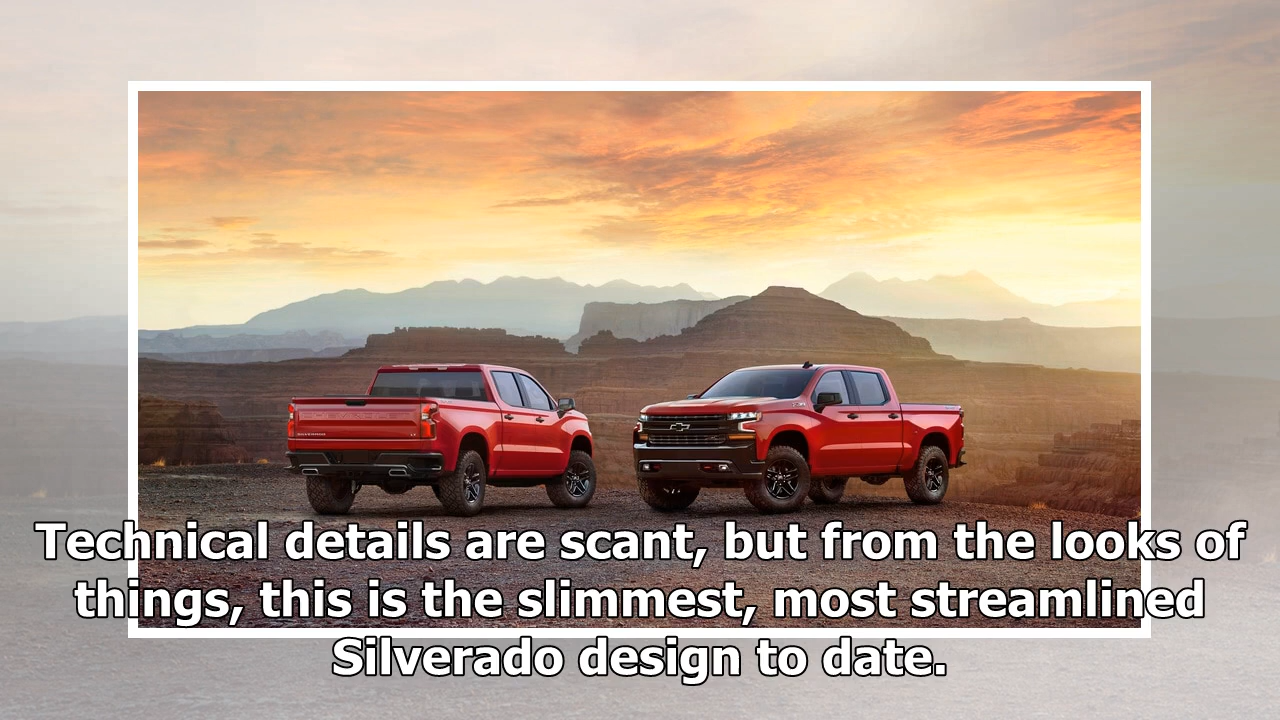 Technical details are scant, but from the looks of
things, this is the slimmest, most streamlined
Silverado design to date.